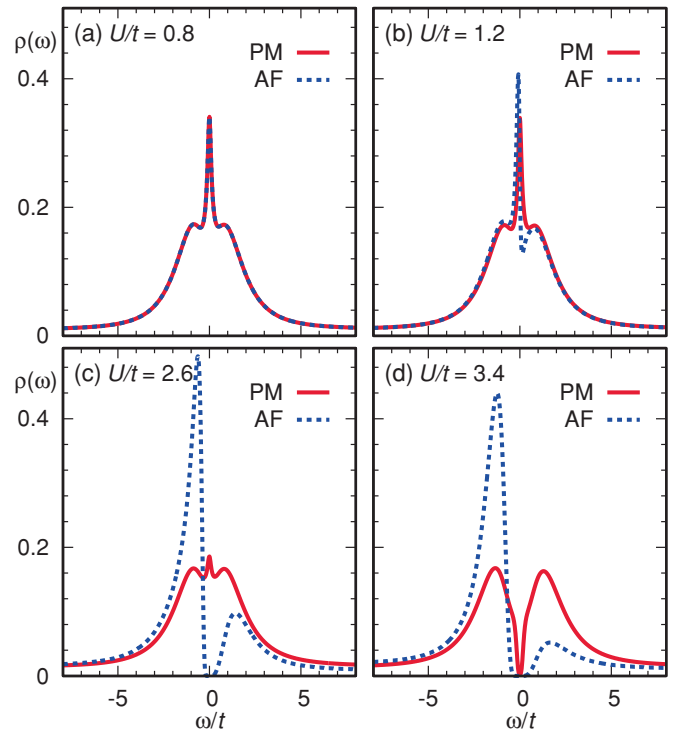 ρ(ω)
(a) U/t = 0.8
PM
AF
0.4
0.2
0
(b) U/t = 1.2
PM
AF
ρ(ω)
(c) U/t = 2.6
PM
AF
0.4
0.2
0
-5 0 5
ω/t
(d) U/t = 3.4
PM
AF
-5 0 5
ω/t